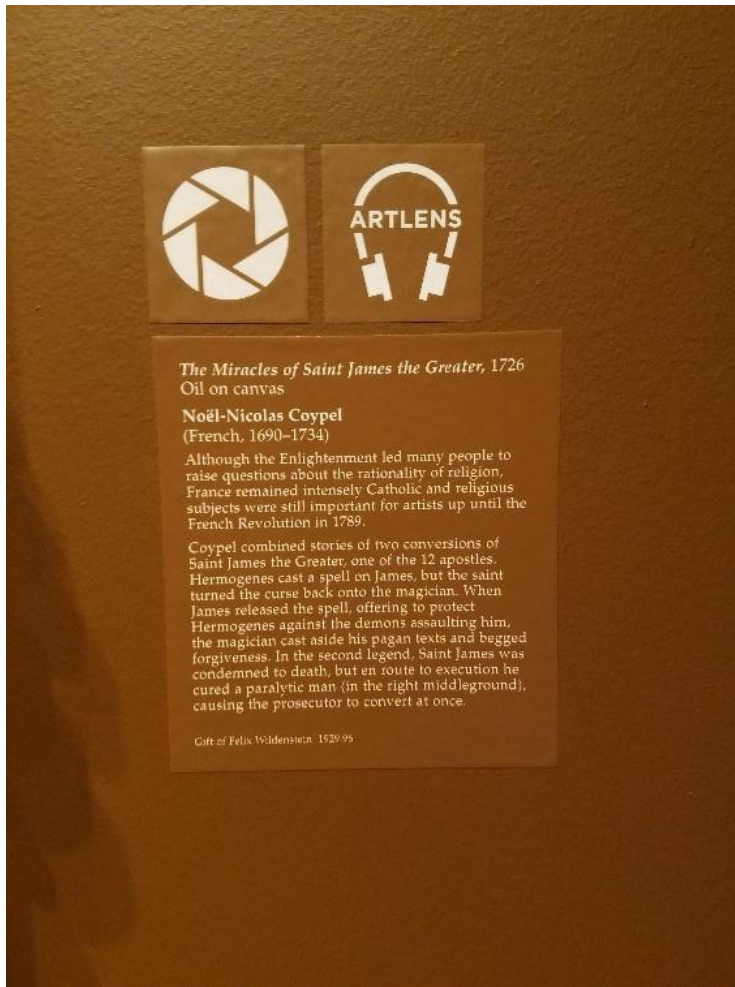 ARTLENS
The Miracles of Saint James the Greater, 1726
Oil on canvas
Noël-Nicolas Coypel
(French, 1690–1734)
Although the Enlightenment led many people to
raise questions about the rationality of religion,
France remained intensely Catholic and religious
subjects were still important for artists up until the
French Revolution in 1789.
Coypel combined stories of two conversions of
Saint James the Greater, one of the 12 apostles.
Hermogenes cast a spell on James, but the saint
turned the curse back onto the magician. When
James released the spell, offering to protect
Hermogenes against the demons assaulting him,
the magician cast aside his pagan texts and begged
forgiveness. In the second legend, Saint James was
condemned to death, but en route to execution he
cured a paralytic man (in the right middleground),
causing the prosecutor to convert at once.
Gift of Felix Wildenstein 1929.96